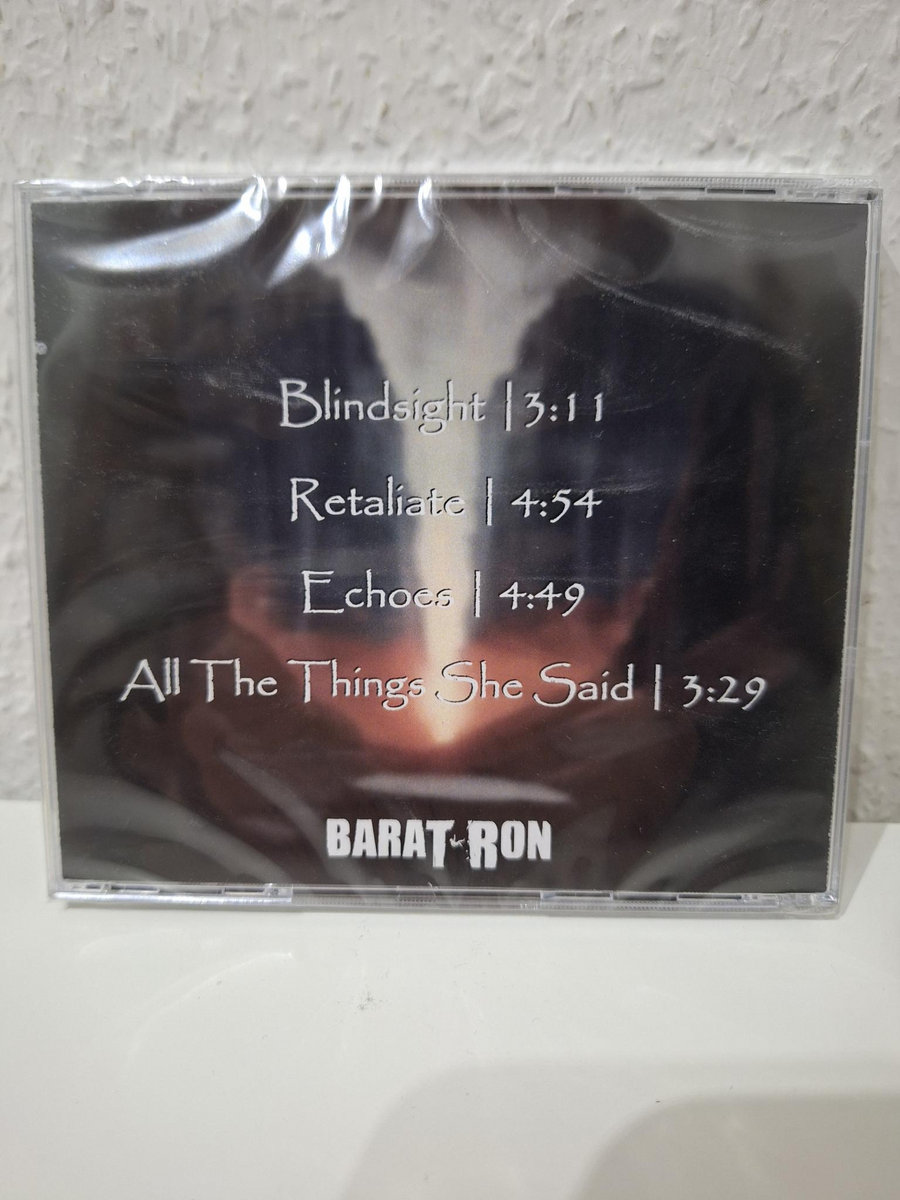 Blindsight | 3:11
Retaliate | 4:54
Echoes | 4:49
All The Things She Said | 3:29
BARAT-RON